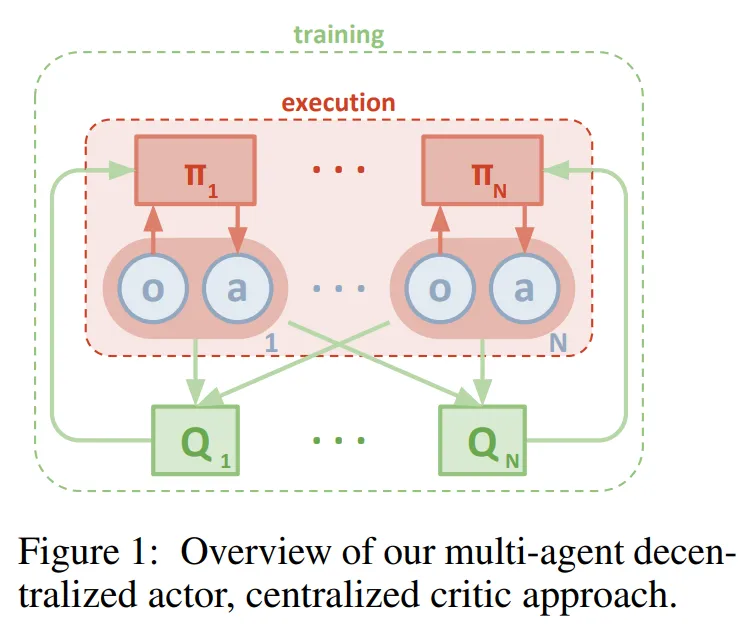 training
execution
π1 . . . πN
o a . . . o a
1 N
Q1 . . . QN
Figure 1: Overview of our multi-agent decen-
tralized actor, centralized critic approach.